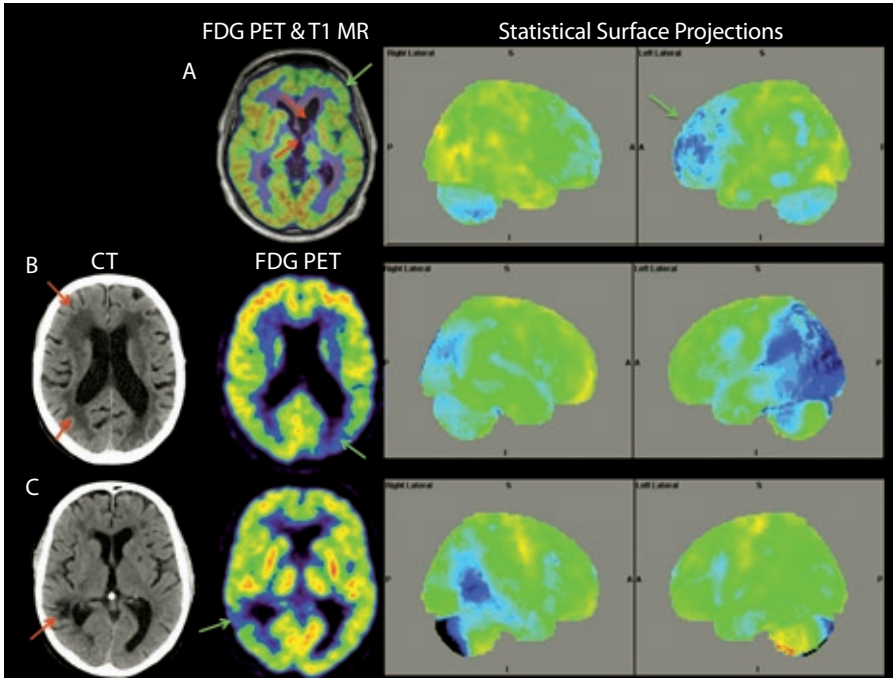 FDG PET & T1 MR
Statistical Surface Projections
A
Right Lateral
S
Left Lateral
S
P
A
A
P
I
I
B
CT
FDG PET
Right Lateral
S
Left Lateral
S
P
A
A
P
I
I
C
Right Lateral
S
Left Lateral
S
P
A
A
P
I
I